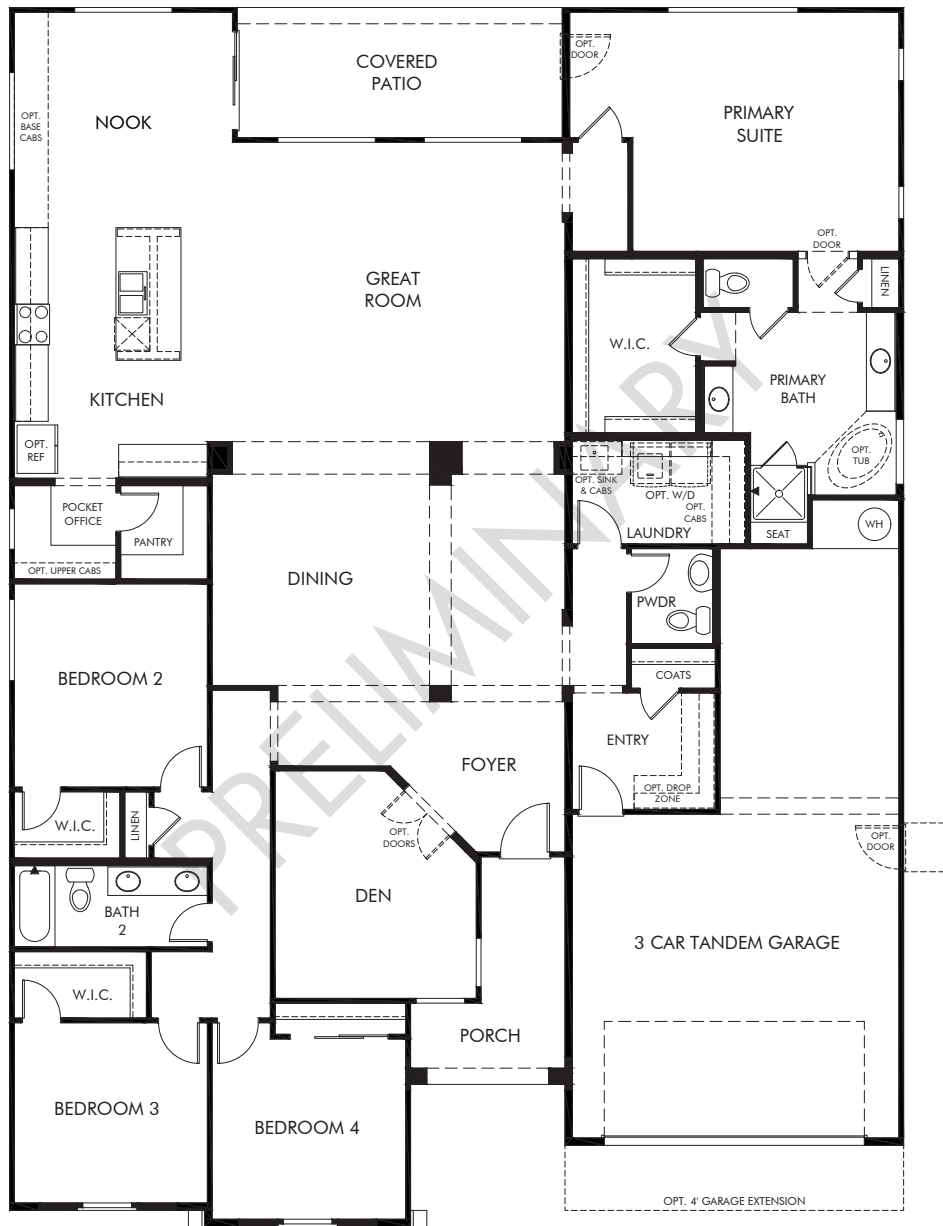 COVERED
PATIO
OPT.
DOOR
OPT.
BASE
CABS
NOOK
PRIMARY
SUITE
OPT.
DOOR
LINEN
GREAT
ROOM
W.I.C.
PRIMARY
BATH
KITCHEN
OPT.
REF
OPT.
TUB
OPT. SINK
& CABS
OPT. W/D
OPT.
CABS
LAUNDRY
SEAT
WH
POCKET
OFFICE
PANTRY
OPT. UPPER CABS
DINING
PWDR
BEDROOM 2
COATS
ENTRY
FOYER
OPT. DROP
ZONE
W.I.C.
LINEN
OPT.
DOORS
OPT.
DOOR
DEN
BATH
2
3 CAR TANDEM GARAGE
W.I.C.
PORCH
BEDROOM 3
BEDROOM 4
OPT. 4' GARAGE EXTENSION
PRELIMINARY